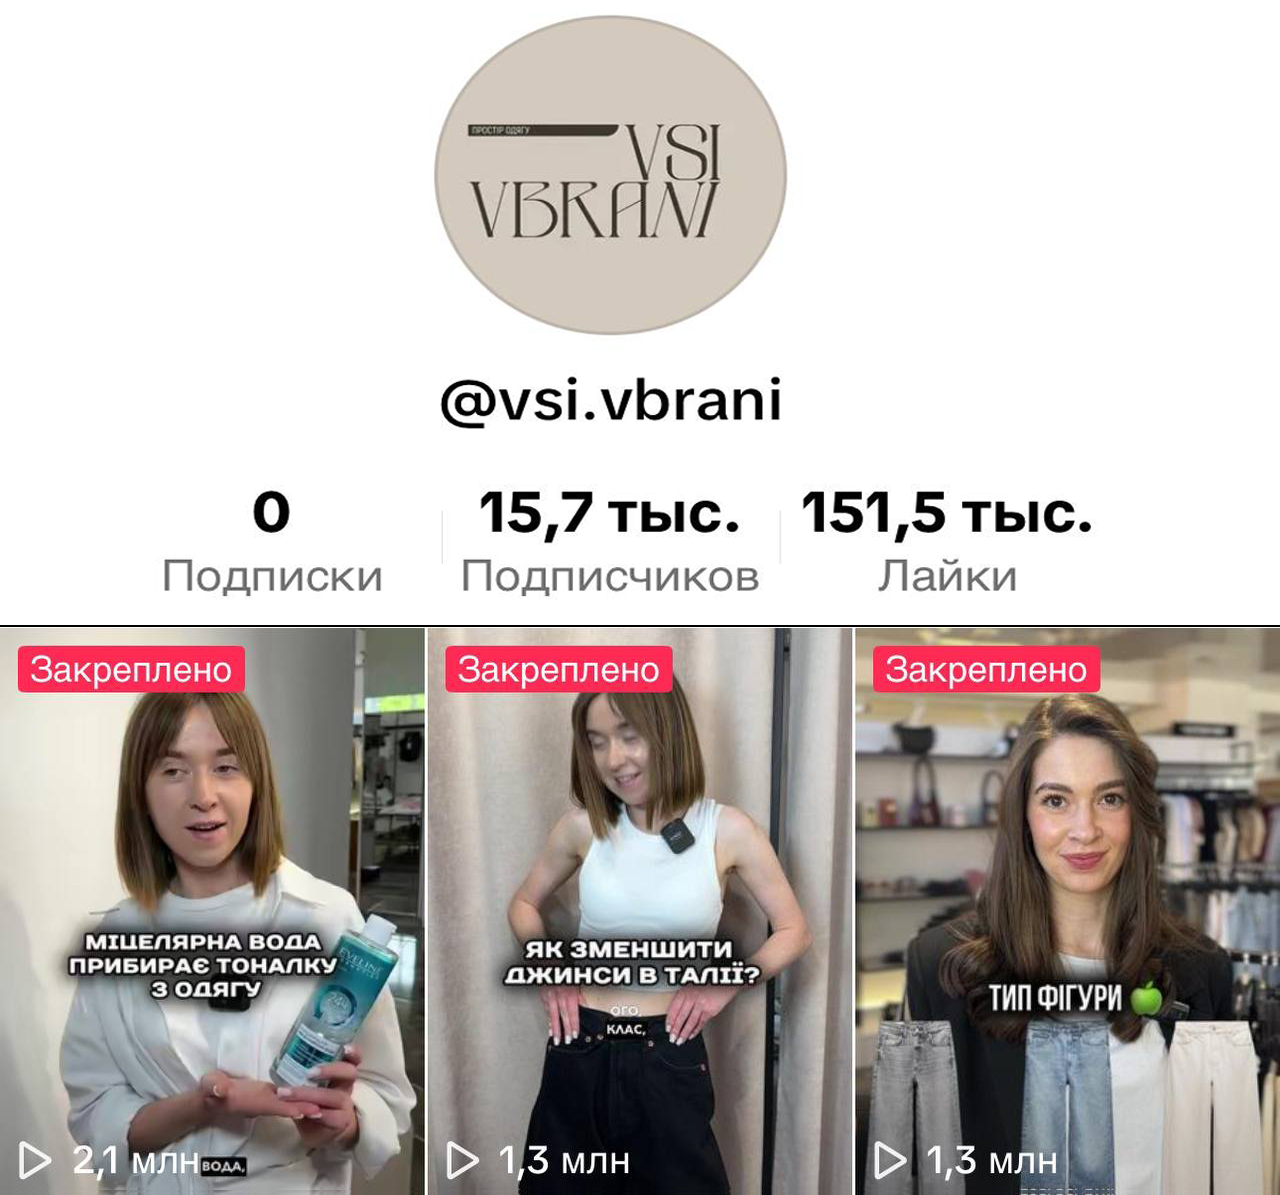 ПРОСТІР ОДЯГУ
VSI
VBRANI
@vsi.vbrani
0
15,7 тыс.
151,5 тыс.
Подписки
Подписчиков
Лайки
Закреплено
Закреплено
Закреплено
МІЦЕЛЯРНА ВОДА
ПРИБИРАЄ ТОНАЛКУ
З ОДЯГУ
EVELINE
ЯК ЗМЕНШИТИ
ДЖИНСИ В ТАЛІЇ?
ОГО,
КЛАС,
ТИП ФІГУРИ 🍏
2,1 млн
ВОДА,
1,3 млн
1,3 млн